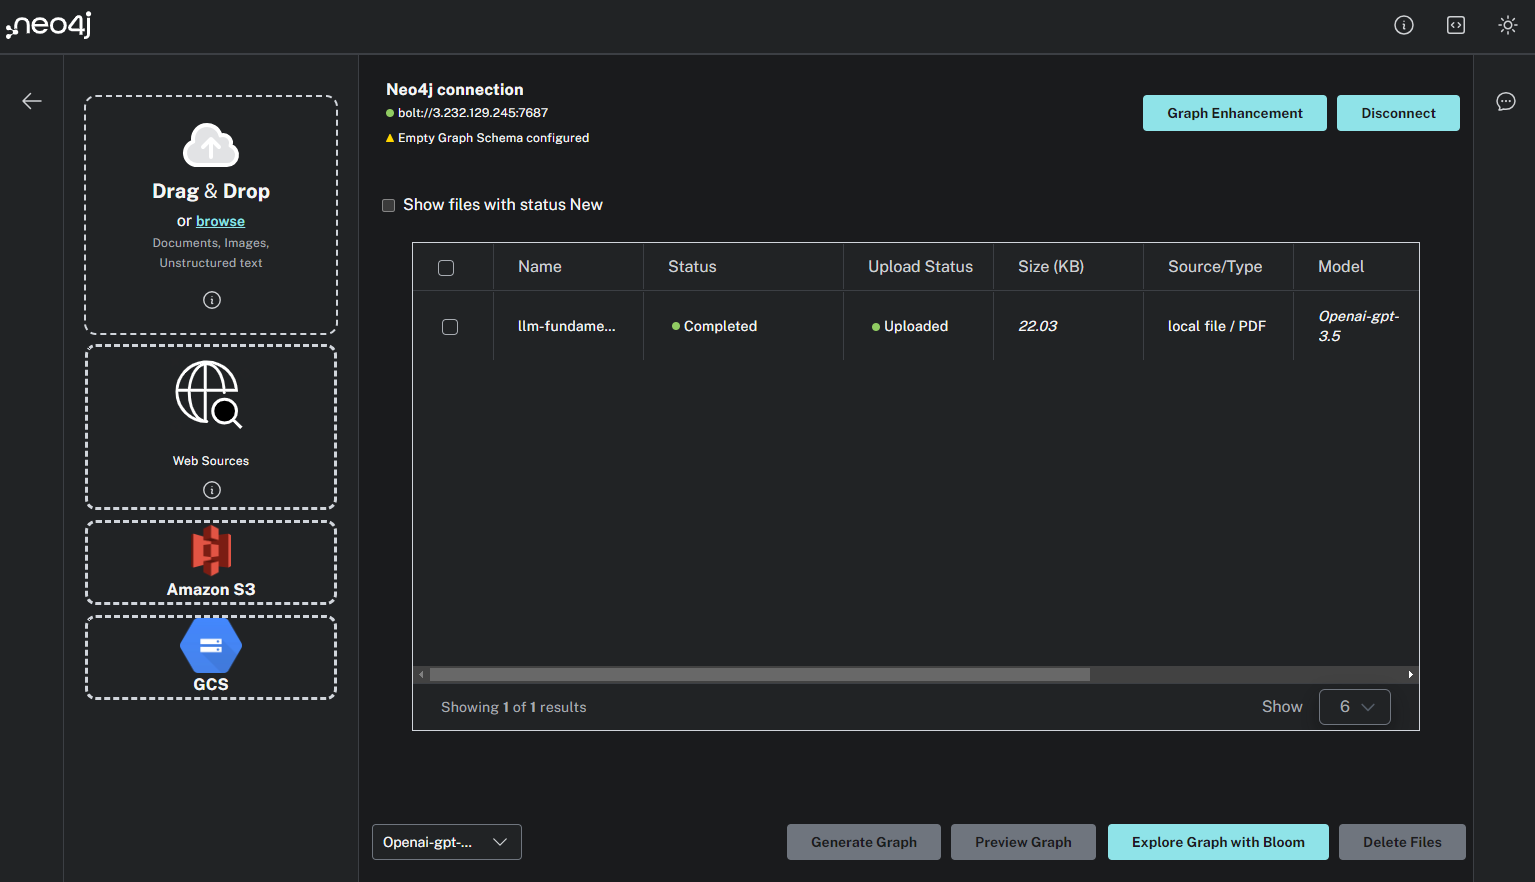 neo4j
Neo4j connection
bolt://3.232.129.245:7687
Empty Graph Schema configured
Graph Enhancement
Disconnect
Drag & Drop
or browse
Documents, Images,
Unstructured text
Web Sources
Amazon S3
GCS
Show files with status New
Name Status Upload Status Size (KB) Source/Type Model
llm-fundame... Completed Uploaded 22.03 local file / PDF Openai-gpt-
3.5
Showing 1 of 1 results
Show 6
Openai-gpt-...
Generate Graph
Preview Graph
Explore Graph with Bloom
Delete Files